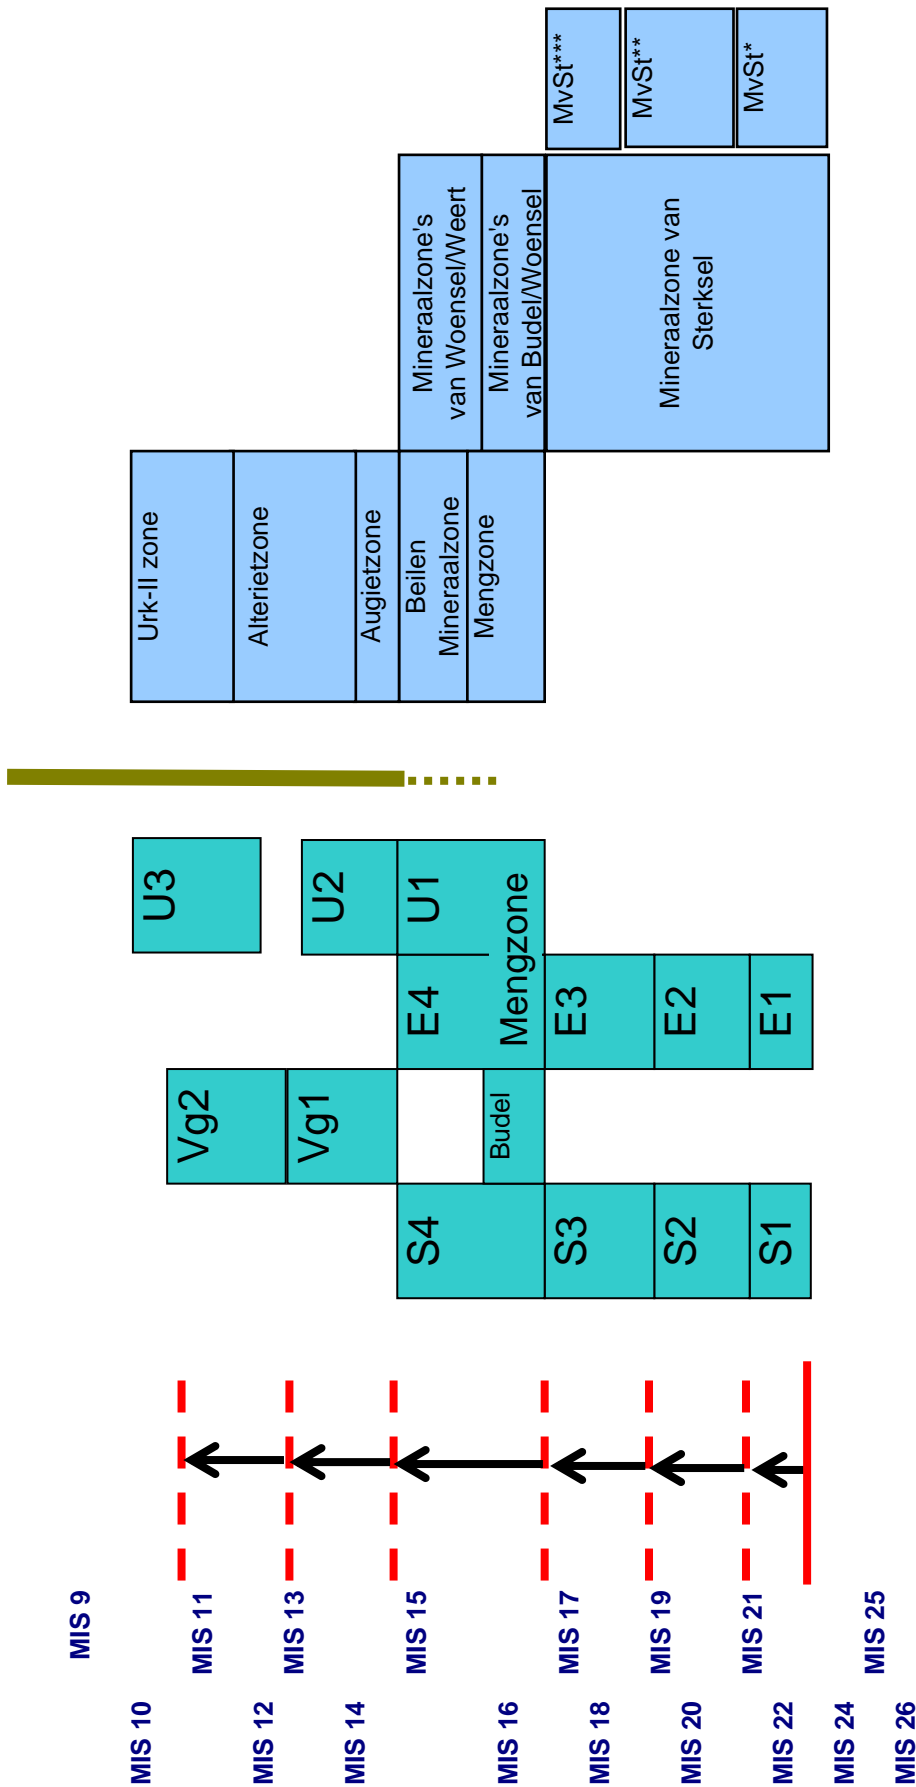 MIS 9
MIS 10
MIS 11
MIS 12
MIS 13
MIS 14
MIS 15
MIS 16
MIS 17
MIS 18
MIS 19
MIS 20
MIS 21
MIS 22
MIS 24
MIS 25
MIS 26
S4
S3
S2
S1
Vg2
Vg1
Budel
E4
E3
E2
E1
U3
U2
U1
Mengzone
Urk-II zone
Alterietzone
Augietzone
Beilen
Mineraalzone
Mengzone
Mineraalzone's
van Woensel/Weert
Mineraalzone's
van Budel/Woensel
Mineraalzone van
Sterksel
MvSt***
MvSt**
MvSt*